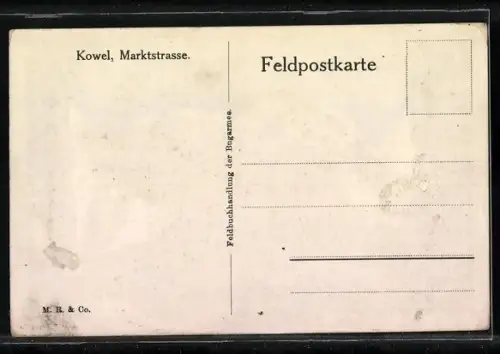 Kowel, Marktstrasse.
Feldpostkarte
Feldbuchhandlung der Bugarmee.
M. R. & Co.